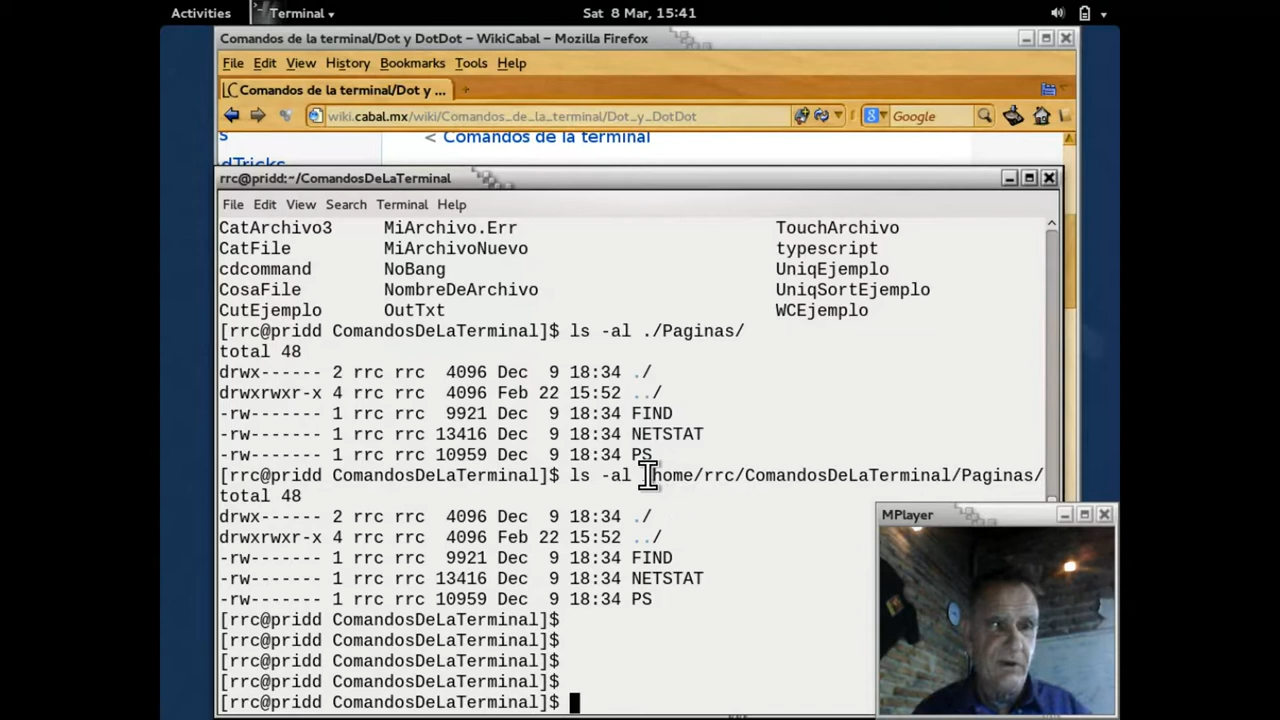 Activities Terminal Sat 8 Mar, 15:41
Comandos de la terminal/Dot y DotDot – WikiCabal – Mozilla Firefox
File Edit View History Bookmarks Tools Help
Comandos de la terminal/Dot y ...
wiki.cabal.mx/wiki/Comandos_de_la_terminal/Dot_y_DotDot Google
< Comandos de la terminal
dTricks
rrc@pridd:~/ComandosDeLaTerminal
File Edit View Search Terminal Help
CatArchivo3 MiArchivo.Err TouchArchivo
CatFile MiArchivoNuevo typescript
cdcommand NoBang UniqEjemplo
CosaFile NombreDeArchivo UniqSortEjemplo
CutEjemplo OutTxt WCEjemplo
[rrc@pridd ComandosDeLaTerminal]$ ls -al ./Paginas/
total 48
drwx------ 2 rrc rrc 4096 Dec 9 18:34 ./
drwxrwxr-x 4 rrc rrc 4096 Feb 22 15:52 ../
-rw------- 1 rrc rrc 9921 Dec 9 18:34 FIND
-rw------- 1 rrc rrc 13416 Dec 9 18:34 NETSTAT
-rw------- 1 rrc rrc 10959 Dec 9 18:34 PS
[rrc@pridd ComandosDeLaTerminal]$ ls -al /home/rrc/ComandosDeLaTerminal/Paginas/
total 48
drwx------ 2 rrc rrc 4096 Dec 9 18:34 ./
drwxrwxr-x 4 rrc rrc 4096 Feb 22 15:52 ../
-rw------- 1 rrc rrc 9921 Dec 9 18:34 FIND
-rw------- 1 rrc rrc 13416 Dec 9 18:34 NETSTAT
-rw------- 1 rrc rrc 10959 Dec 9 18:34 PS
[rrc@pridd ComandosDeLaTerminal]$
[rrc@pridd ComandosDeLaTerminal]$
[rrc@pridd ComandosDeLaTerminal]$
[rrc@pridd ComandosDeLaTerminal]$
[rrc@pridd ComandosDeLaTerminal]$
MPlayer